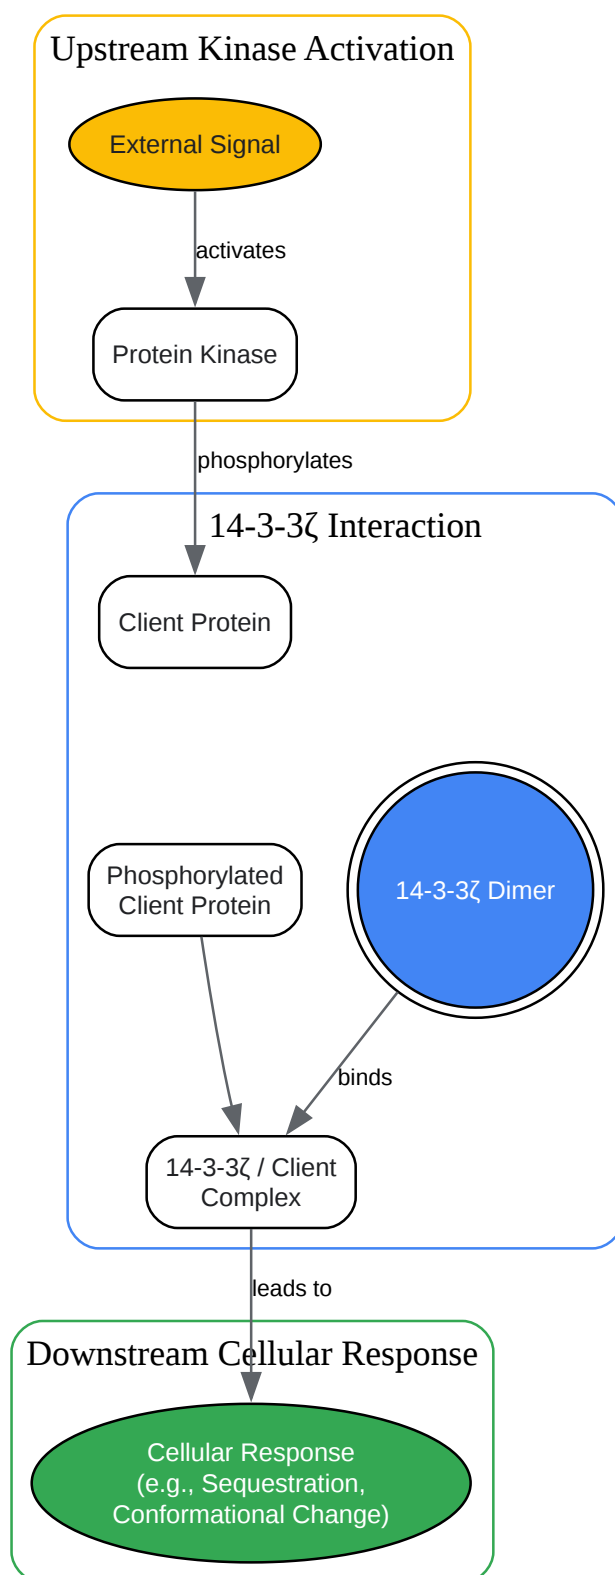 Upstream Kinase Activation
External Signal
activates
Protein Kinase
phosphorylates
14-3-3ζ Interaction
Client Protein
Phosphorylated
Client Protein
14-3-3ζ Dimer
binds
14-3-3ζ / Client
Complex
leads to
Downstream Cellular Response
Cellular Response
(e.g., Sequestration,
Conformational Change)